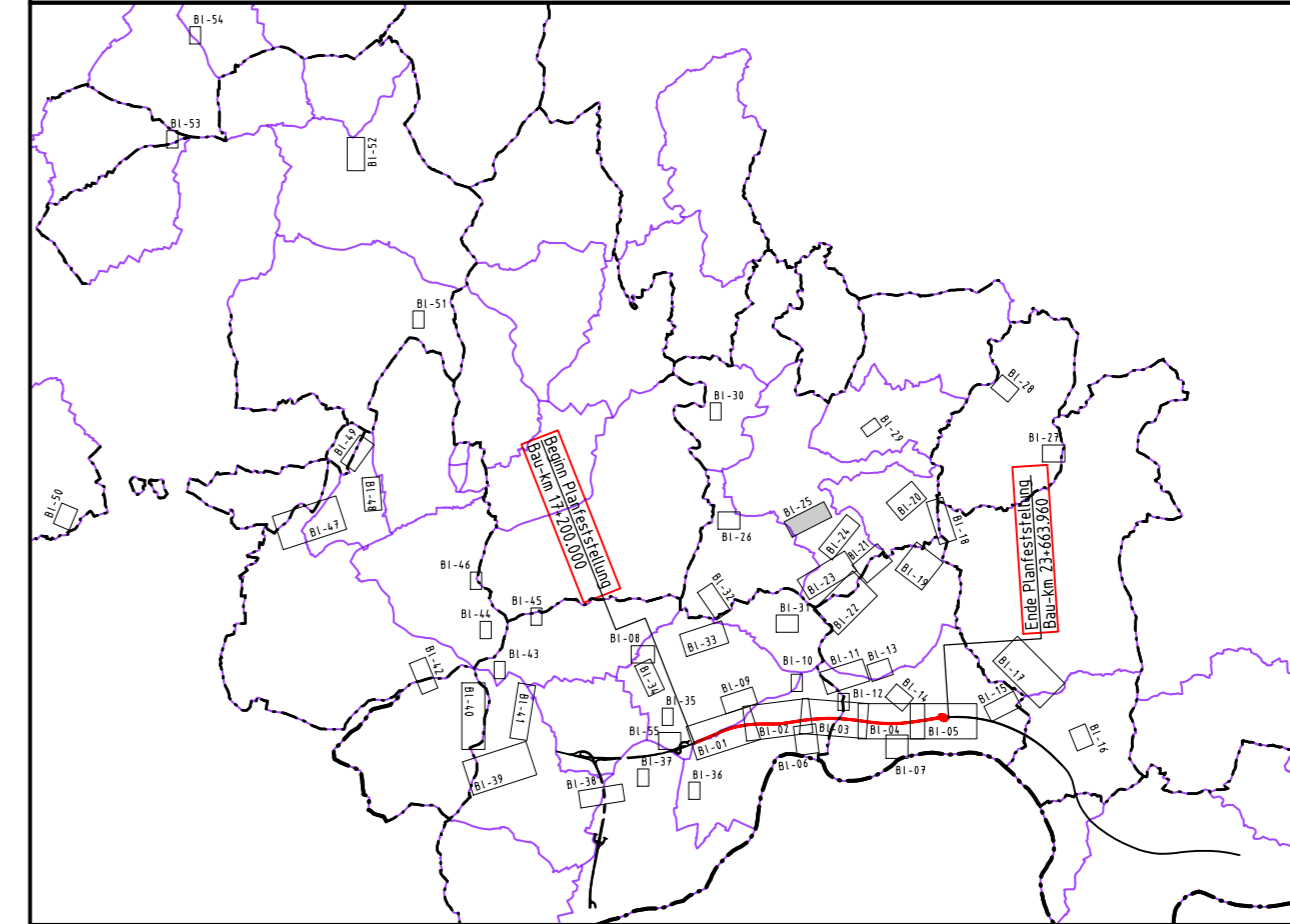 Bl-54
Bl-53
Bl-52
Bl-51
Bl-28
Bl-30
Bl-29
Bl-27
Bl-49
Bl-48
Bl-50
Bl-47
Beginn Planfeststellung
Bau-km 17+200.000
Ende Planfeststellung
Bau-km 23+663.960
Bl-25
Bl-20
Bl-18
Bl-26
Bl-24
Bl-21
Bl-19
Bl-23
Bl-22
Bl-46
Bl-45
Bl-44
Bl-32
Bl-31
Bl-33
Bl-08
Bl-34
Bl-43
Bl-42
Bl-10
Bl-11
Bl-13
Bl-17
Bl-09
Bl-12
Bl-14
Bl-15
Bl-16
Bl-40
Bl-41
Bl-35
Bl-55
Bl-01
Bl-02
Bl-03
Bl-04
Bl-05
Bl-06
Bl-07
Bl-39
Bl-38
Bl-37
Bl-36